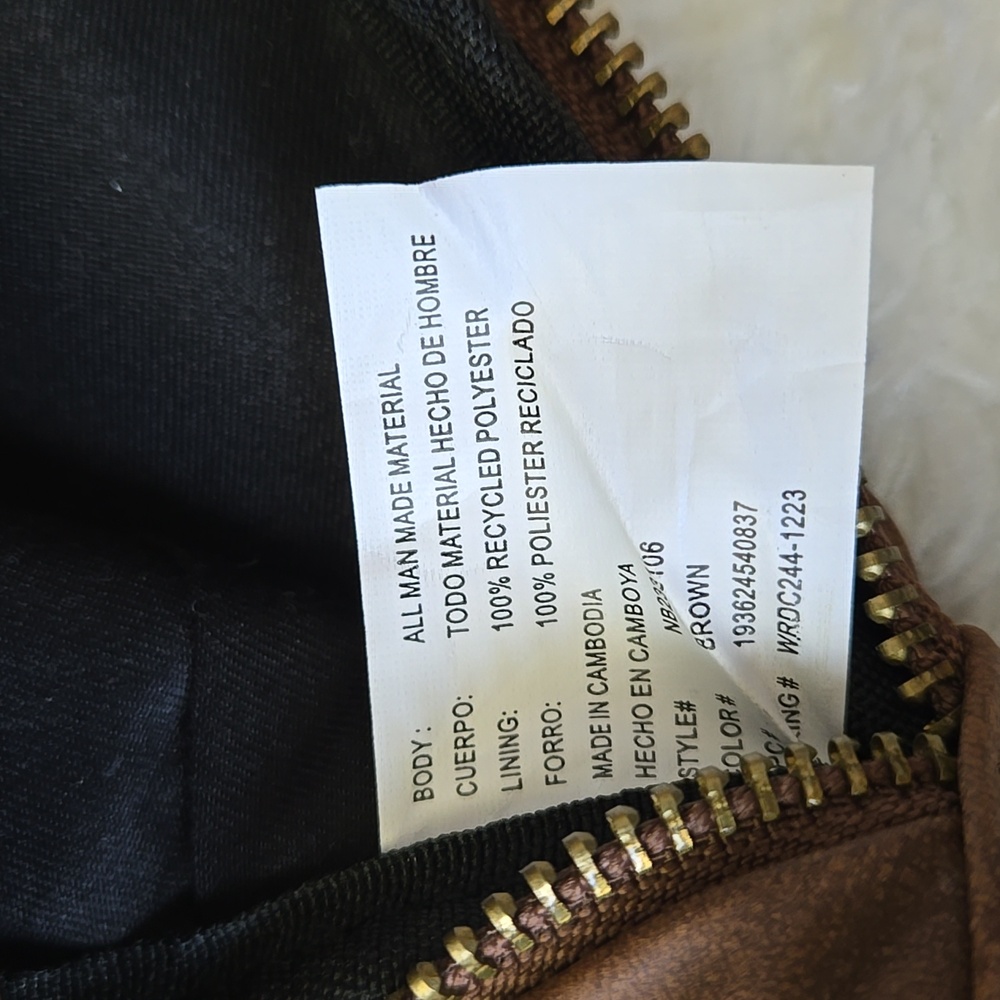 BODY: ALL MAN MADE MATERIAL
CUERPO: TODO MATERIAL HECHO DE HOMBRE
LINING: 100% RECYCLED POLYESTER
FORRO: 100% POLIESTER RECICLADO
MADE IN CAMBODIA
HECHO EN CAMBOYA
STYLE#
COLOR# BROWN
193624540837
WRDC244-1223